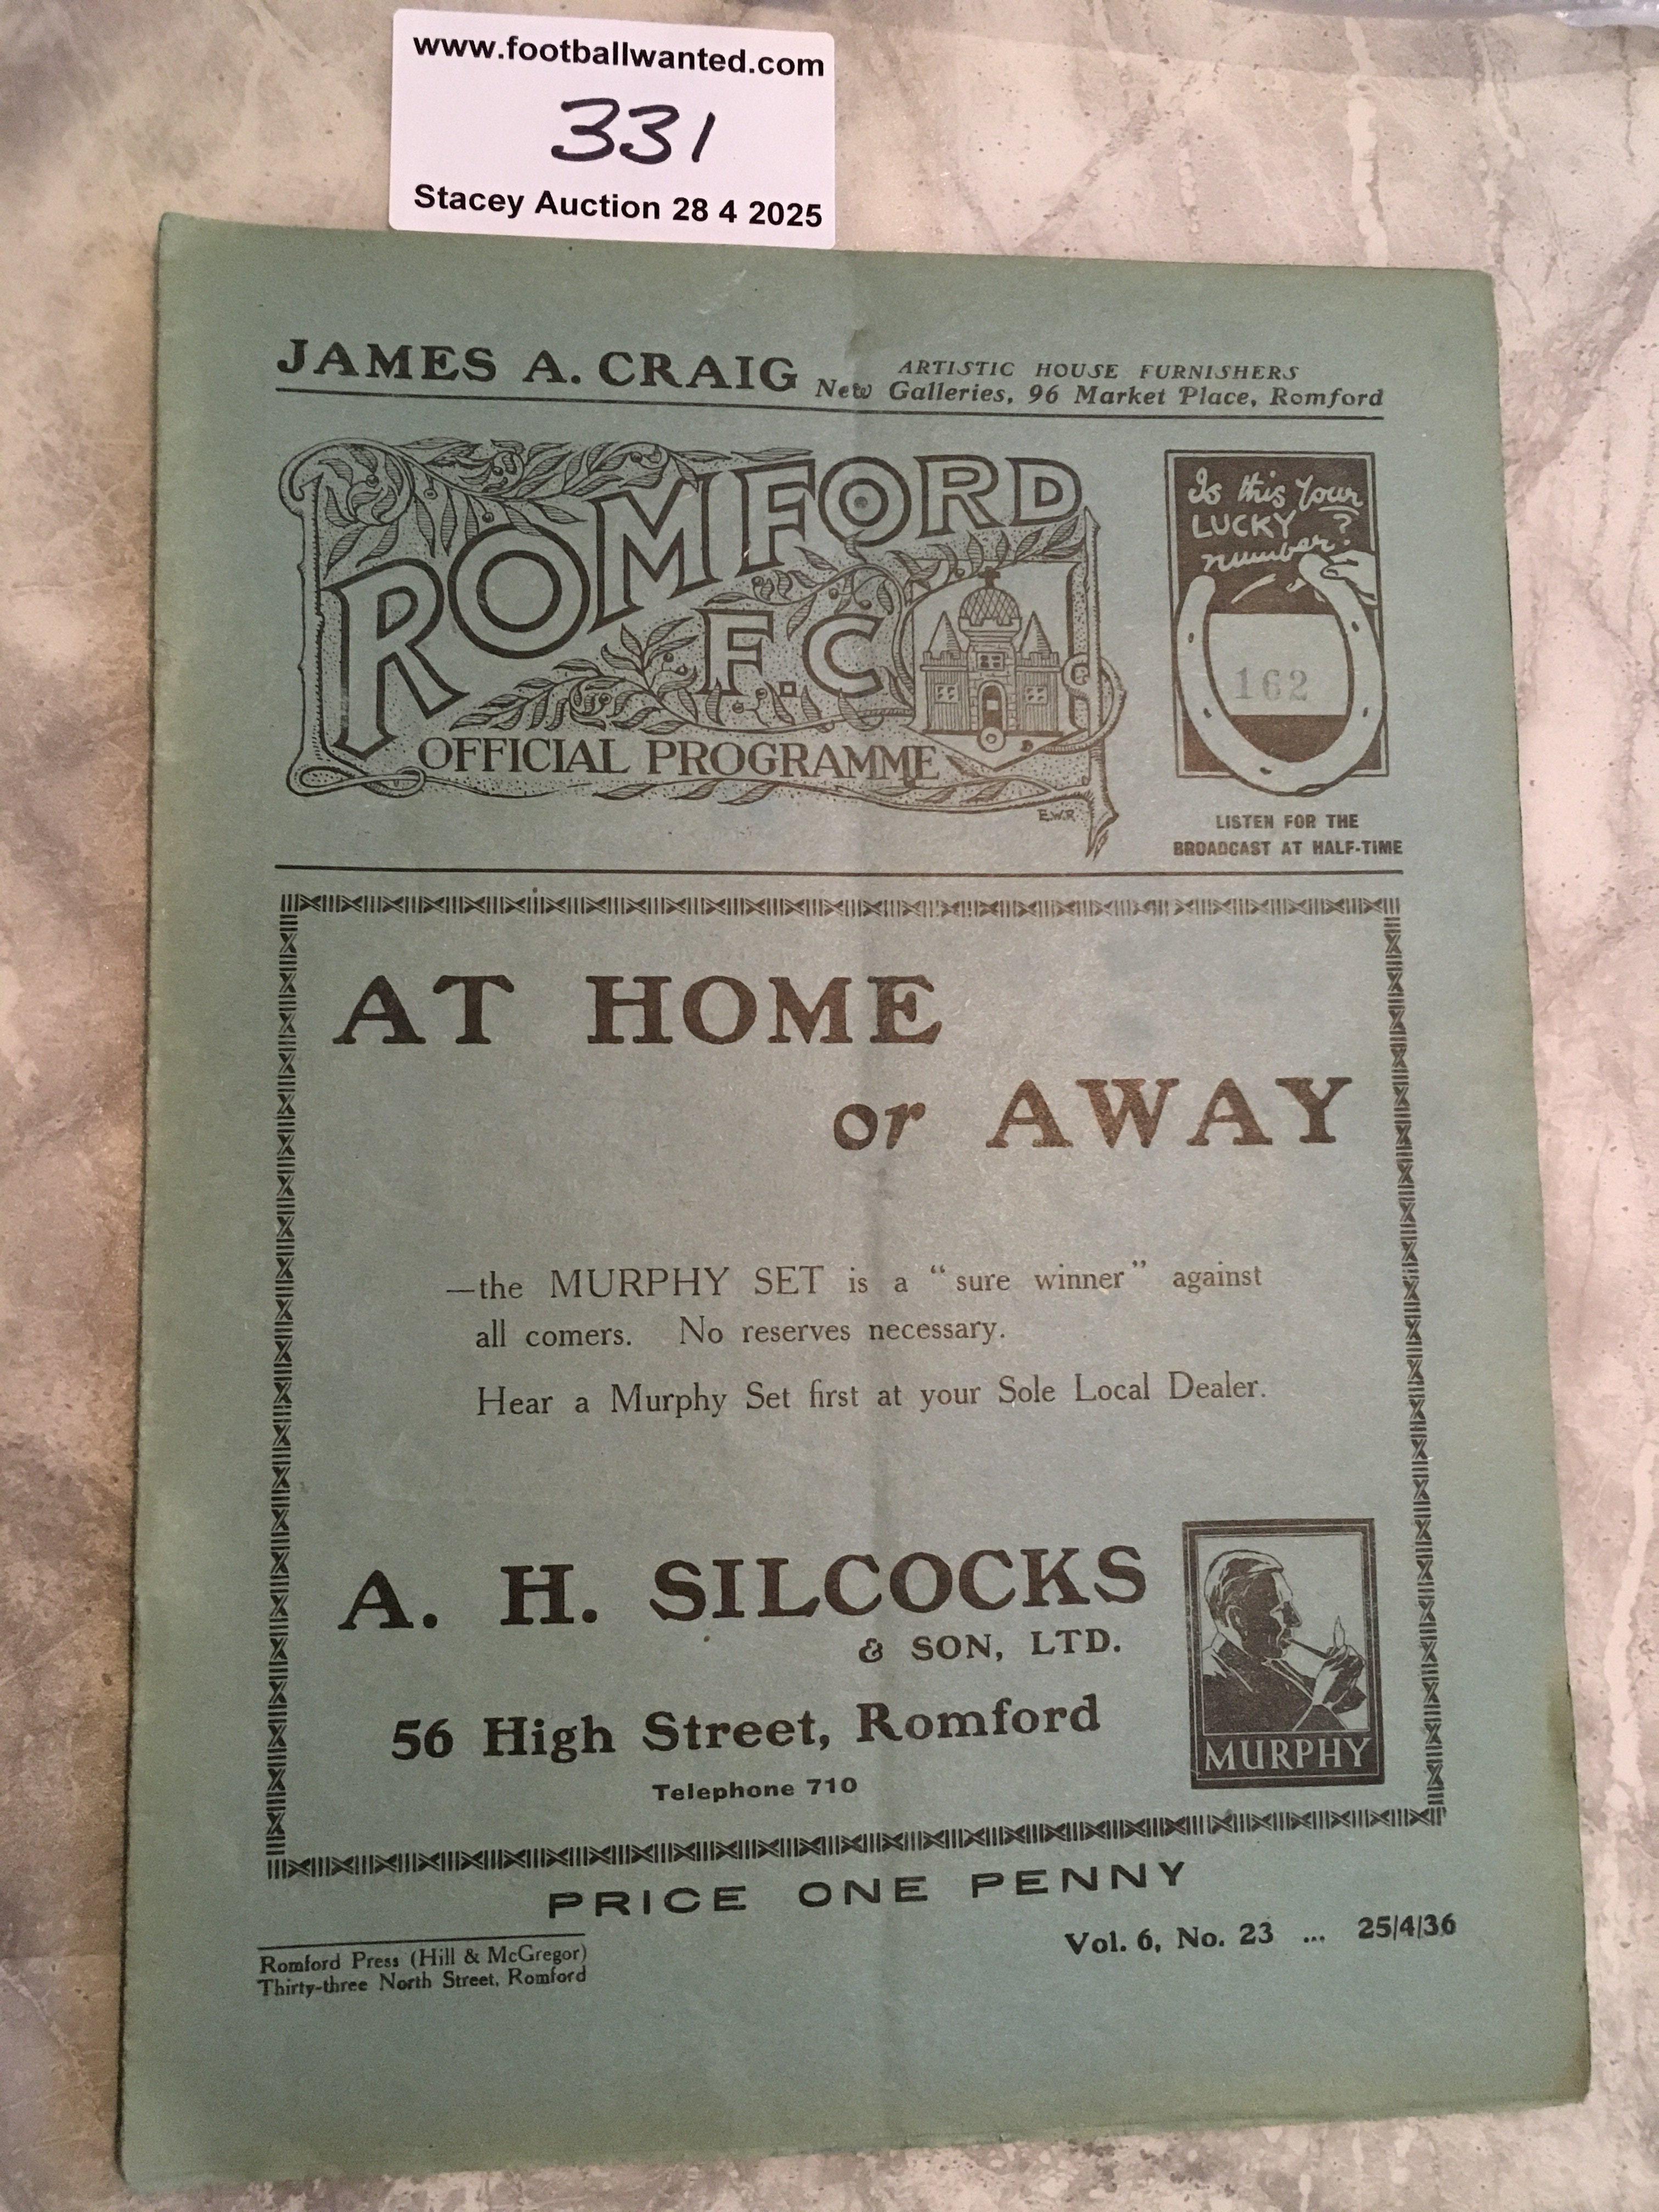 www.footballwanted.com
331
Stacey Auction 28 4 2025
JAMES A. CRAIG
ARTISTIC HOUSE FURNISHERS
New Galleries, 96 Market Place, Romford
ROMFORD
F.C.
OFFICIAL PROGRAMME
E.W.R.
Is this Your
LUCKY
number?
162
LISTEN FOR THE
BROADCAST AT HALF-TIME
AT HOME
or AWAY
—the MURPHY SET is a "sure winner" against
all comers. No reserves necessary.
Hear a Murphy Set first at your Sole Local Dealer.
A. H. SILCOCKS
& SON, LTD.
56 High Street, Romford
Telephone 710
MURPHY
PRICE ONE PENNY
Romford Press (Hill & McGregor)
Thirty-three North Street, Romford
Vol. 6, No. 23 ... 25/4/36